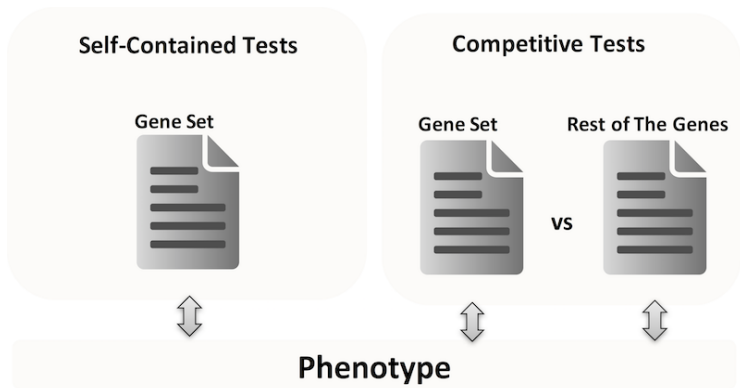 Self-Contained Tests
Gene Set
Competitive Tests
Gene Set
Rest of The Genes
vs
Phenotype